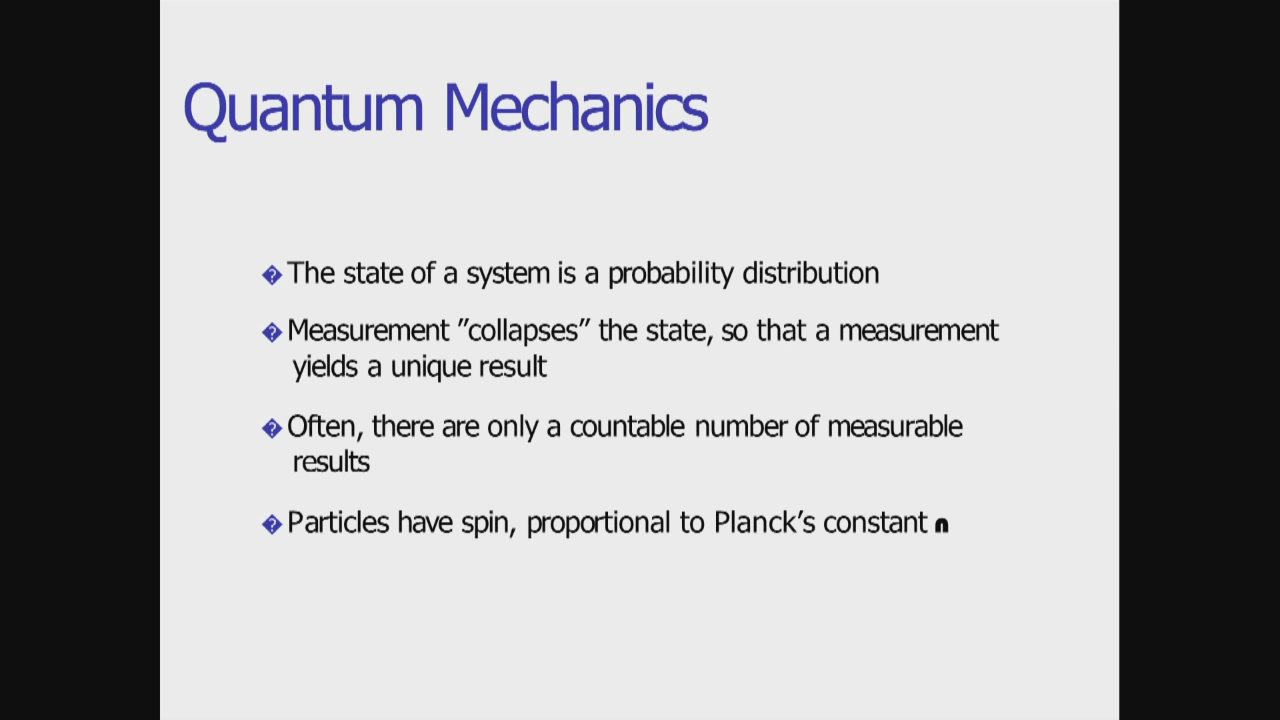 Quantum Mechanics
� The state of a system is a probability distribution
� Measurement ”collapses” the state, so that a measurement
yields a unique result
� Often, there are only a countable number of measurable
results
� Particles have spin, proportional to Planck’s constant ก